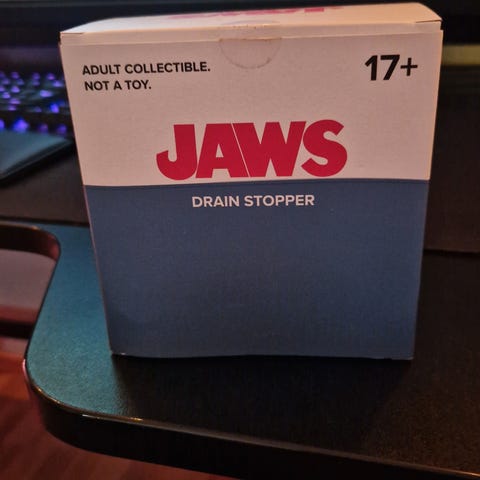 ADULT COLLECTIBLE.
NOT A TOY.
17+
JAWS
DRAIN STOPPER